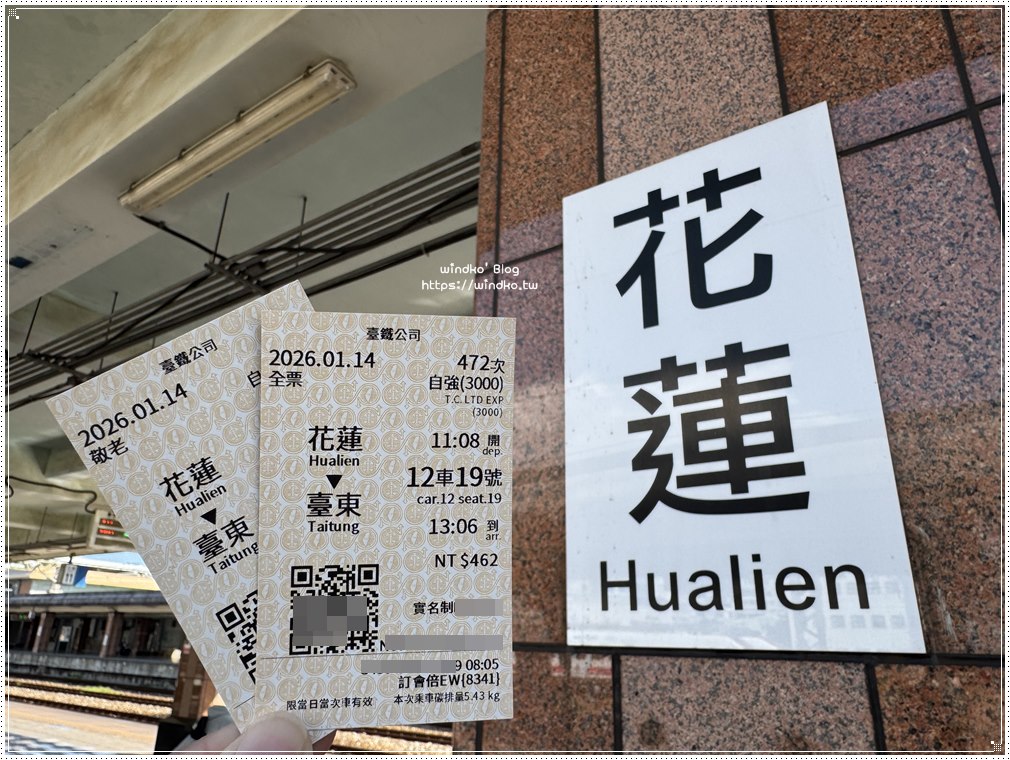 windko' Blog
https://windko.tw
臺鐵公司
2026.01.14
敬老
自
花蓮
Hualien
▼
臺東
Taitung
臺鐵公司
2026.01.14
472次
全票
自強(3000)
T.C. LTD EXP
(3000)
花蓮
Hualien
▼
臺東
Taitung
11:08 開
dep.
12車19號
car.12 seat.19
13:06 到
arr.
NT $462
實名制
9 08:05
訂會倍EW{8341}
限當日當次車有效
本次乘車碳排量5.43 kg
花蓮
Hualien